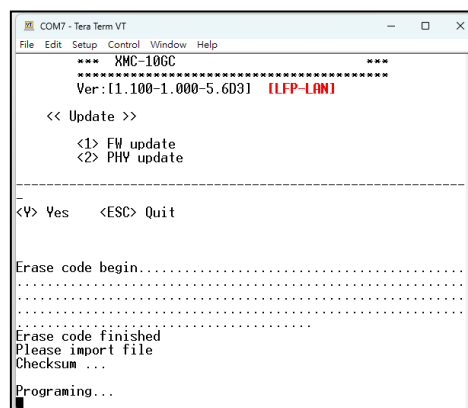 COM7 - Tera Term VT
File Edit Setup Control Window Help
*** XMC-10GC ***
*****************************************
Ver:[1.100-1.000-5.6D3] [LFP-LAN]
<< Update >>
<1> FW update
<2> PHY update
-----------------------------------------------------------
-
<Y> Yes <ESC> Quit
Erase code begin...........................................
...........................................................
...........................................................
...........................................................
.......................................
Erase code finished
Please import file
Checksum ...
Programing...